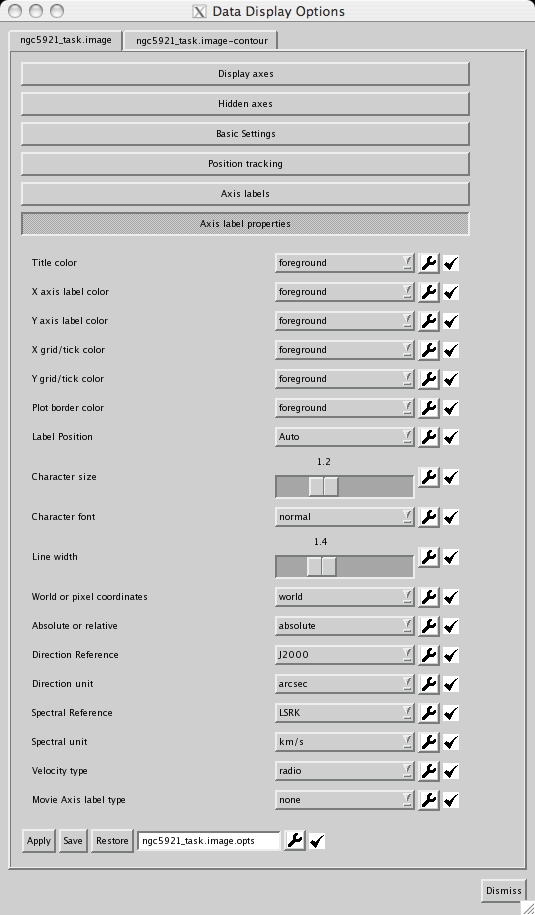 Data Display Options
ngc5921_task.image ngc5921_task.image-contour
Display axes
Hidden axes
Basic Settings
Position tracking
Axis labels
Axis label properties
Title color foreground
X axis label color foreground
Y axis label color foreground
X grid/tick color foreground
Y grid/tick color foreground
Plot border color foreground
Label Position Auto
1.2
Character size
Character font normal
1.4
Line width
World or pixel coordinates world
Absolute or relative absolute
Direction Reference J2000
Direction unit arcsec
Spectral Reference LSRK
Spectral unit km/s
Velocity type radio
Movie Axis label type none
Apply Save Restore ngc5921_task.image.opts
Dismiss